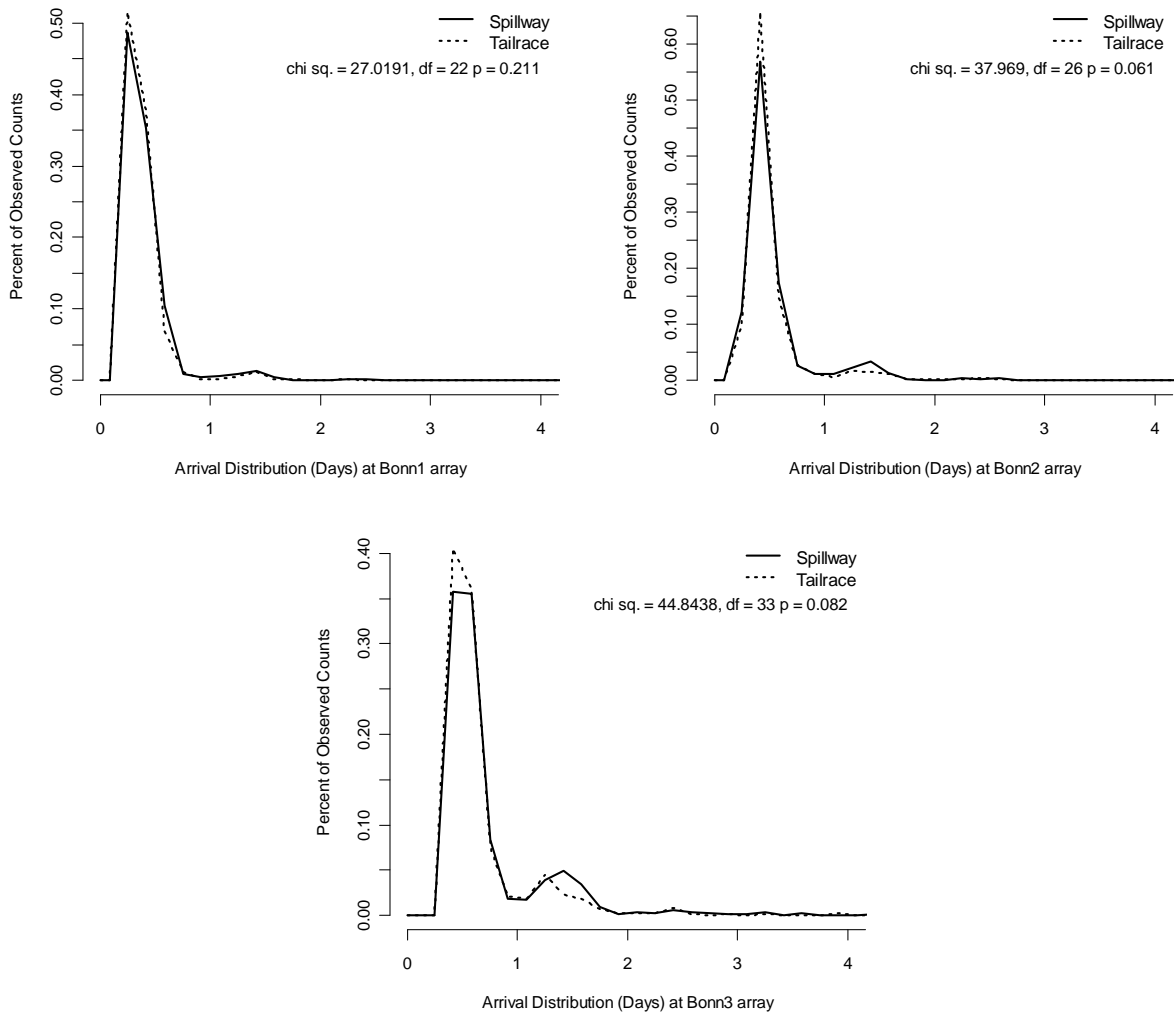 Spillway
Tailrace
chi sq. = 27.0191, df = 22 p = 0.211
Percent of Observed Counts
0.00 0.10 0.20 0.30 0.40 0.50
0 1 2 3 4
Arrival Distribution (Days) at Bonn1 array
Spillway
Tailrace
chi sq. = 37.969, df = 26 p = 0.061
Percent of Observed Counts
0.00 0.10 0.20 0.30 0.40 0.50 0.60
0 1 2 3 4
Arrival Distribution (Days) at Bonn2 array
Spillway
Tailrace
chi sq. = 44.8438, df = 33 p = 0.082
Percent of Observed Counts
0.00 0.10 0.20 0.30 0.40
0 1 2 3 4
Arrival Distribution (Days) at Bonn3 array